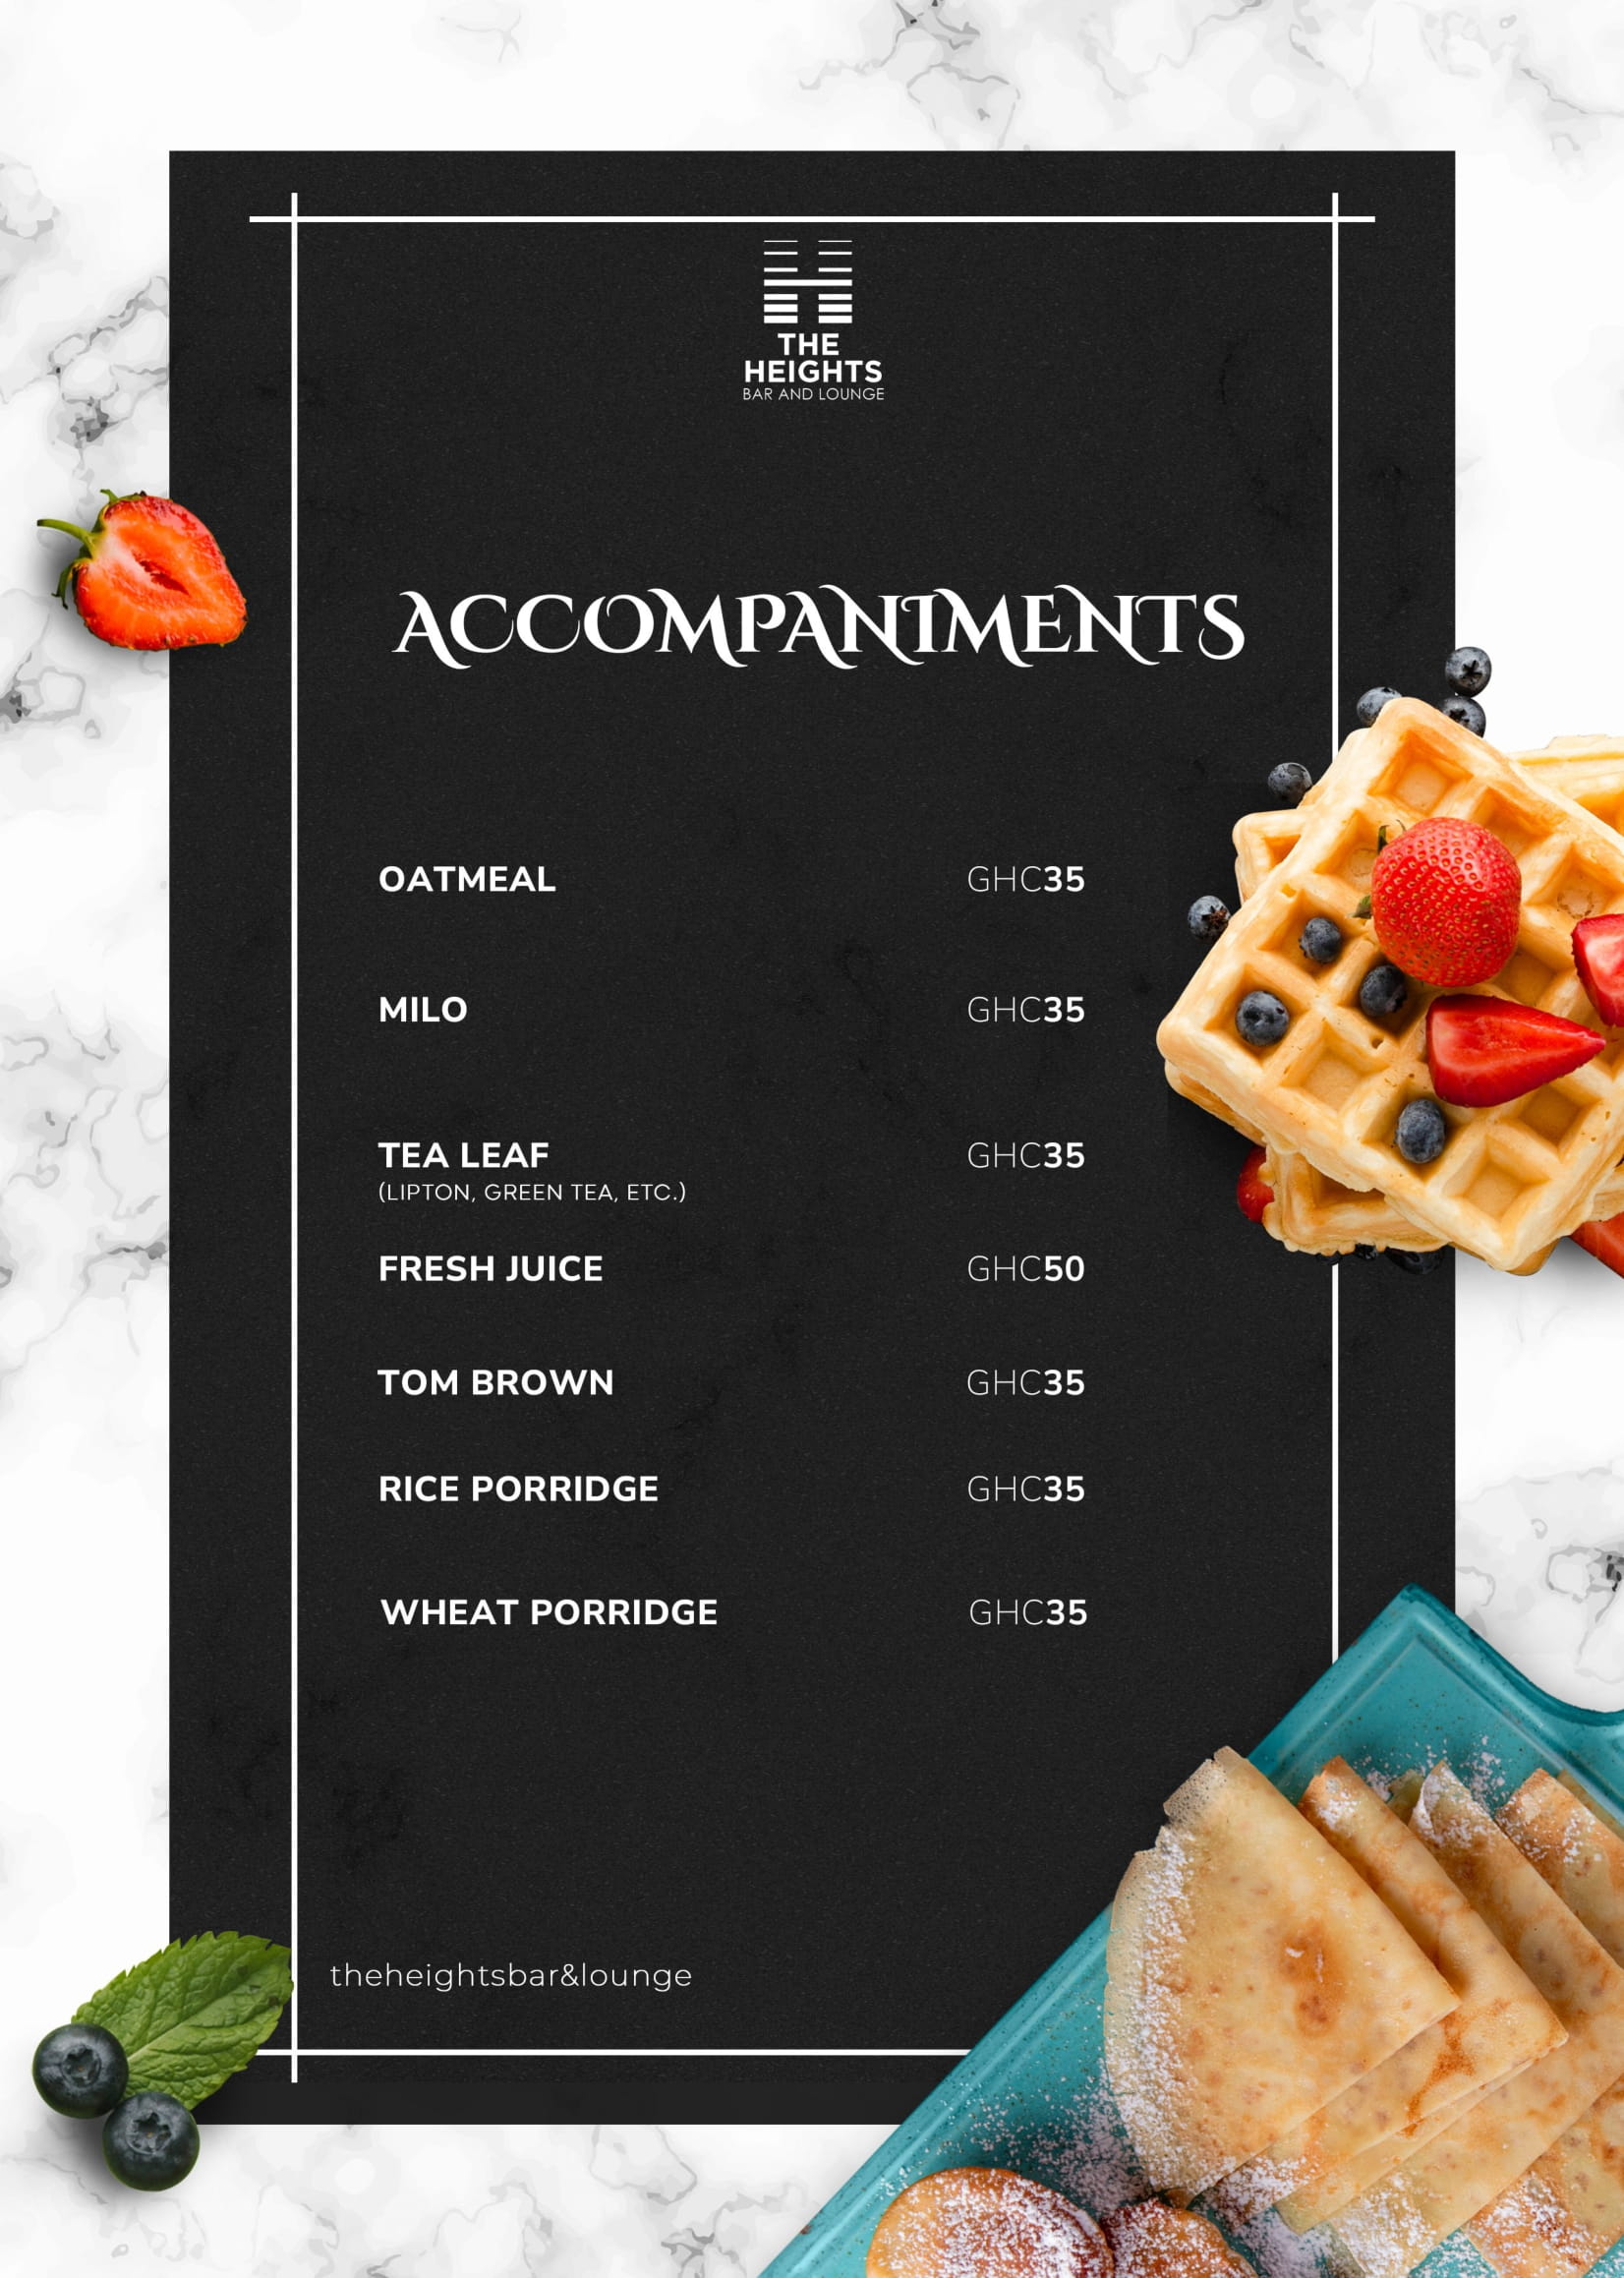 THE
HEIGHTS
BAR AND LOUNGE
ACCOMPANIMENTS
OATMEAL GHC35
MILO GHC35
TEA LEAF GHC35
(LIPTON, GREEN TEA, ETC.)
FRESH JUICE GHC50
TOM BROWN GHC35
RICE PORRIDGE GHC35
WHEAT PORRIDGE GHC35
theheightsbar&lounge